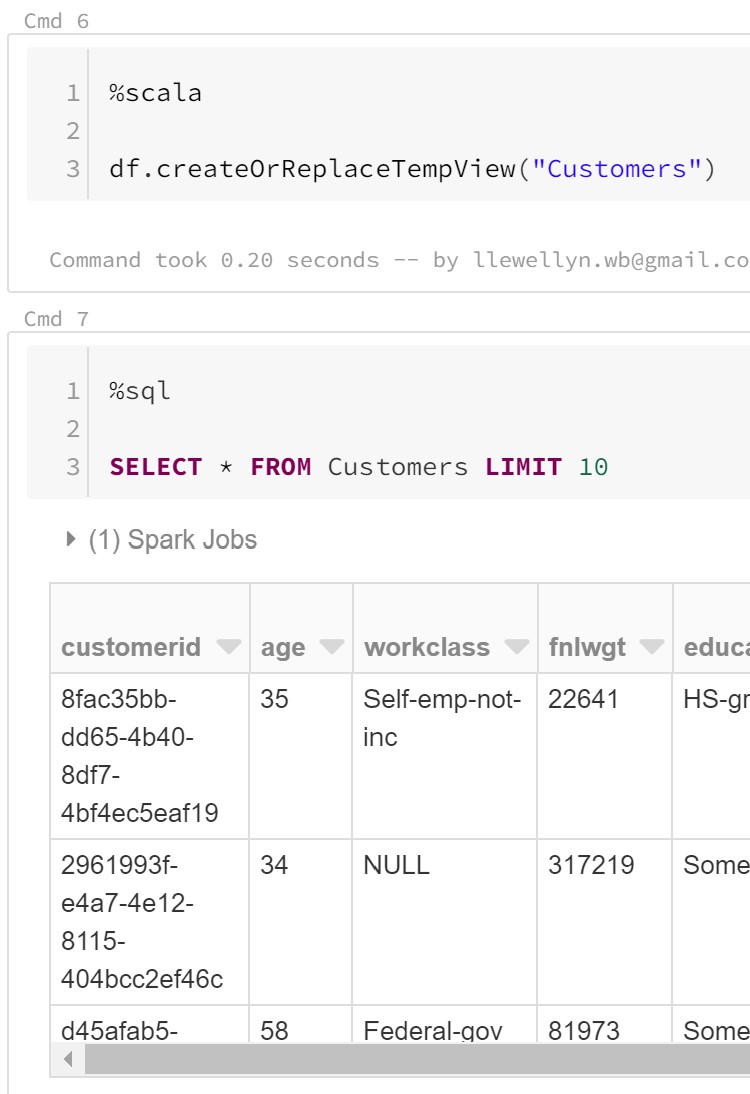 Cmd 6
1 %scala
2
3 df.createOrReplaceTempView("Customers")
Command took 0.20 seconds -- by llewellyn.wb@gmail.co
Cmd 7
1 %sql
2
3 SELECT * FROM Customers LIMIT 10
(1) Spark Jobs
customerid age workclass fnlwgt educa
8fac35bb- 35 Self-emp-not- 22641 HS-gr
dd65-4b40- inc
8df7-
4bf4ec5eaf19
2961993f- 34 NULL 317219 Some
e4a7-4e12-
8115-
404bcc2ef46c
d45afab5- 58 Federal-gov 81973 Some